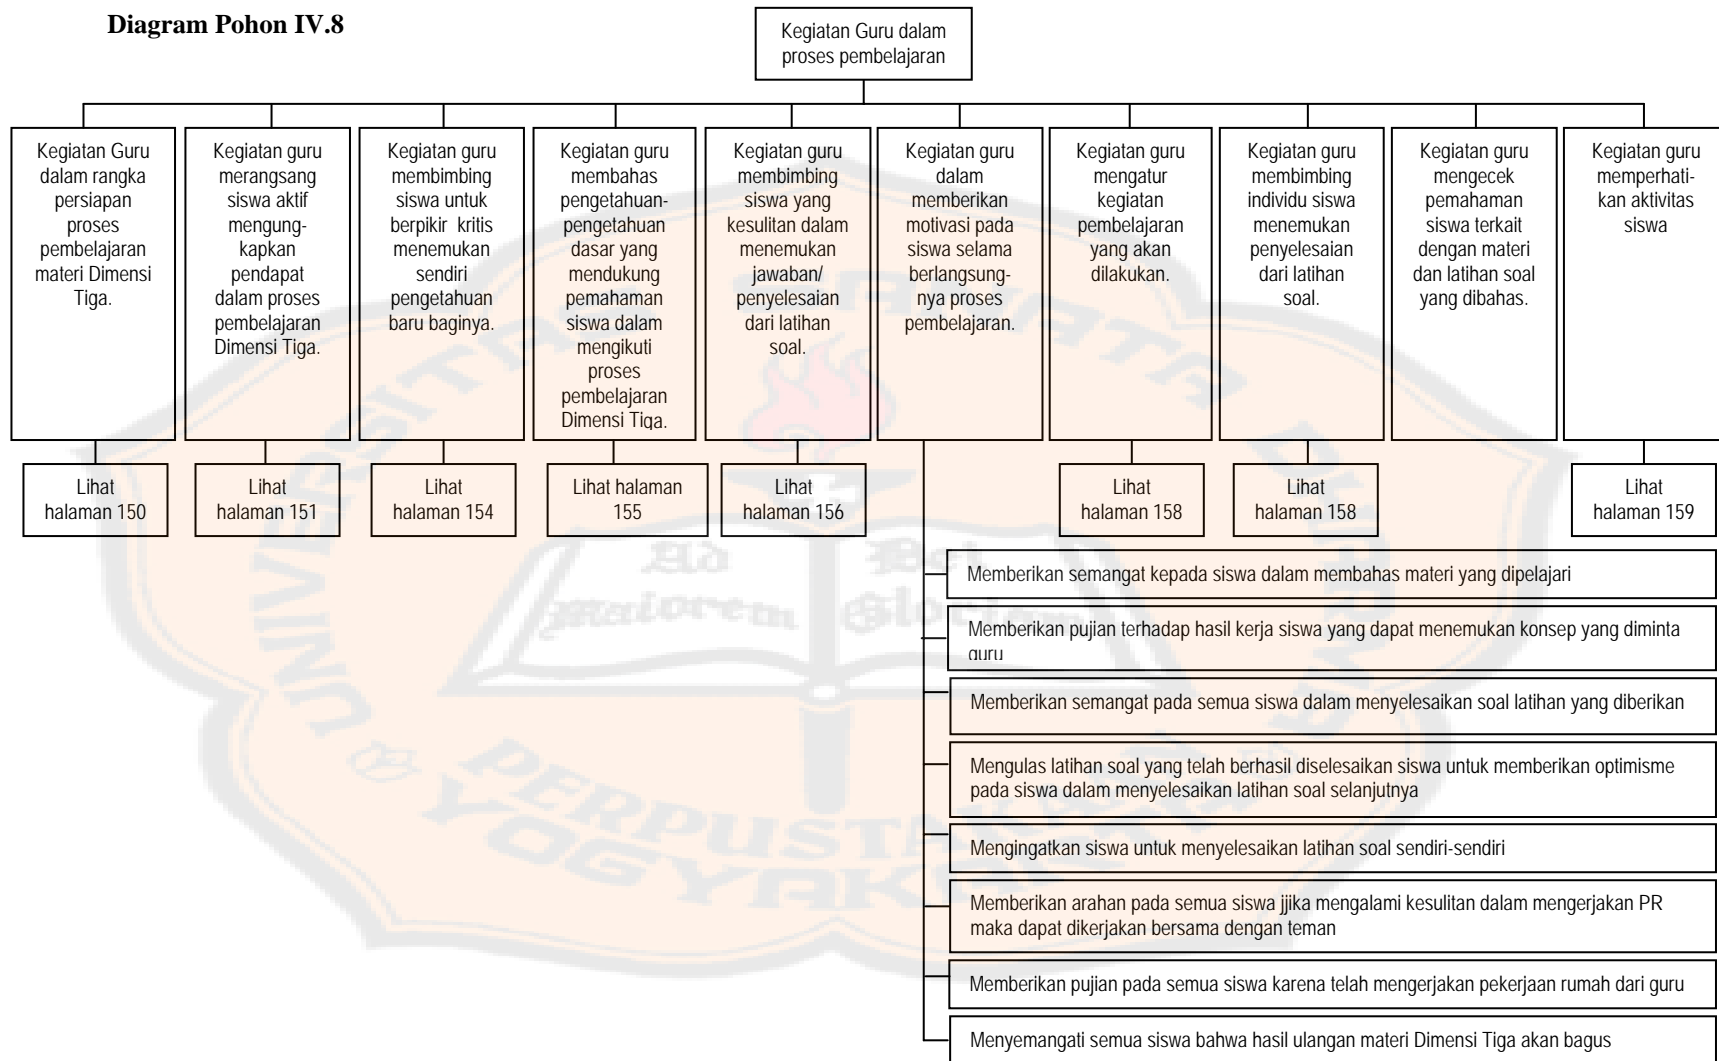 Diagram Pohon IV.8
Kegiatan Guru dalam
proses pembelajaran
Kegiatan Guru
dalam rangka
persiapan
proses
pembelajaran
materi Dimensi
Tiga.
Kegiatan guru
merangsang
siswa aktif
mengung-
kapkan
pendapat
dalam proses
pembelajaran
Dimensi Tiga.
Kegiatan guru
membimbing
siswa untuk
berpikir kritis
menemukan
sendiri
pengetahuan
baru baginya.
Kegiatan guru
membahas
pengetahuan-
pengetahuan
dasar yang
mendukung
pemahaman
siswa dalam
mengikuti
proses
pembelajaran
Dimensi Tiga.
Kegiatan guru
membimbing
siswa yang
kesulitan dalam
menemukan
jawaban/
penyelesaian
dari latihan
soal.
Kegiatan guru
dalam
memberikan
motivasi pada
siswa selama
berlangsung-
nya proses
pembelajaran.
Kegiatan guru
mengatur
kegiatan
pembelajaran
yang akan
dilakukan.
Kegiatan guru
membimbing
individu siswa
menemukan
penyelesaian
dari latihan
soal.
Kegiatan guru
mengecek
pemahaman
siswa terkait
dengan materi
dan latihan soal
yang dibahas.
Kegiatan guru
memperhati-
kan aktivitas
siswa
Lihat
halaman 150
Lihat
halaman 151
Lihat
halaman 154
Lihat halaman
155
Lihat
halaman 156
Lihat
halaman 158
Lihat
halaman 158
Lihat
halaman 159
Memberikan semangat kepada siswa dalam membahas materi yang dipelajari
Memberikan pujian terhadap hasil kerja siswa yang dapat menemukan konsep yang diminta
guru
Memberikan semangat pada semua siswa dalam menyelesaikan soal latihan yang diberikan
Mengulas latihan soal yang telah berhasil diselesaikan siswa untuk memberikan optimisme
pada siswa dalam menyelesaikan latihan soal selanjutnya
Mengingatkan siswa untuk menyelesaikan latihan soal sendiri-sendiri
Memberikan arahan pada semua siswa jjika mengalami kesulitan dalam mengerjakan PR
maka dapat dikerjakan bersama dengan teman
Memberikan pujian pada semua siswa karena telah mengerjakan pekerjaan rumah dari guru
Menyemangati semua siswa bahwa hasil ulangan materi Dimensi Tiga akan bagus
UNIVERSITAS SANATA DHARMA
Ad Dei
maiorem Gloriam
PERPUSTAKAAN
YOGYAKARTA